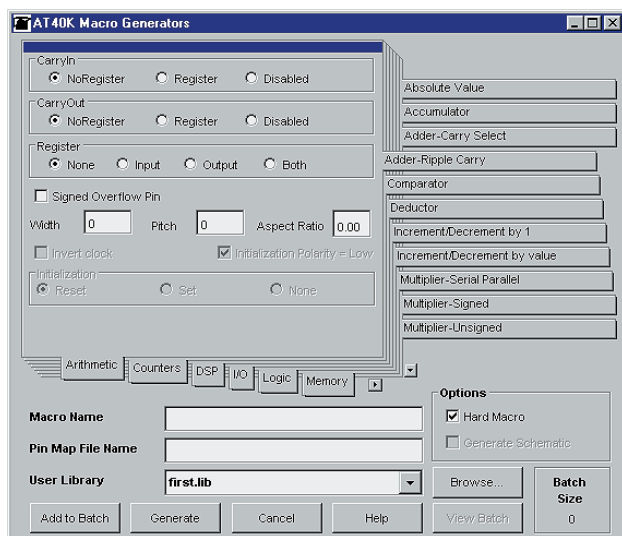 AT40K Macro Generators
CarryIn
NoRegister Register Disabled
CarryOut
NoRegister Register Disabled
Register
None Input Output Both
Signed Overflow Pin
Width 0 Pitch 0 Aspect Ratio 0.00
Invert clock Initialization Polarity = Low
Initialization
Reset Set None
Absolute Value
Accumulator
Adder-Carry Select
Adder-Ripple Carry
Comparator
Deductor
Increment/Decrement by 1
Increment/Decrement by value
Multiplier-Serial Parallel
Multiplier-Signed
Multiplier-Unsigned
Arithmetic Counters DSP I/O Logic Memory
Macro Name
Pin Map File Name
User Library first.lib
Options
Hard Macro
Generate Schematic
Browse...
Batch
Size
0
Add to Batch Generate Cancel Help View Batch